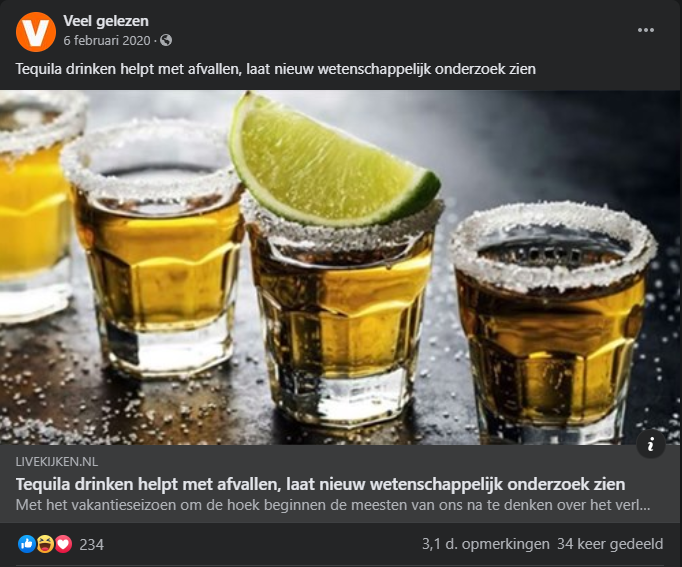 Veel gelezen
6 februari 2020 ·
Tequila drinken helpt met afvallen, laat nieuw wetenschappelijk onderzoek zien
LIVEKIJKEN.NL
Tequila drinken helpt met afvallen, laat nieuw wetenschappelijk onderzoek zien
Met het vakantieseizoen om de hoek beginnen de meesten van ons na te denken over het verl...
234
3,1 d. opmerkingen 34 keer gedeeld